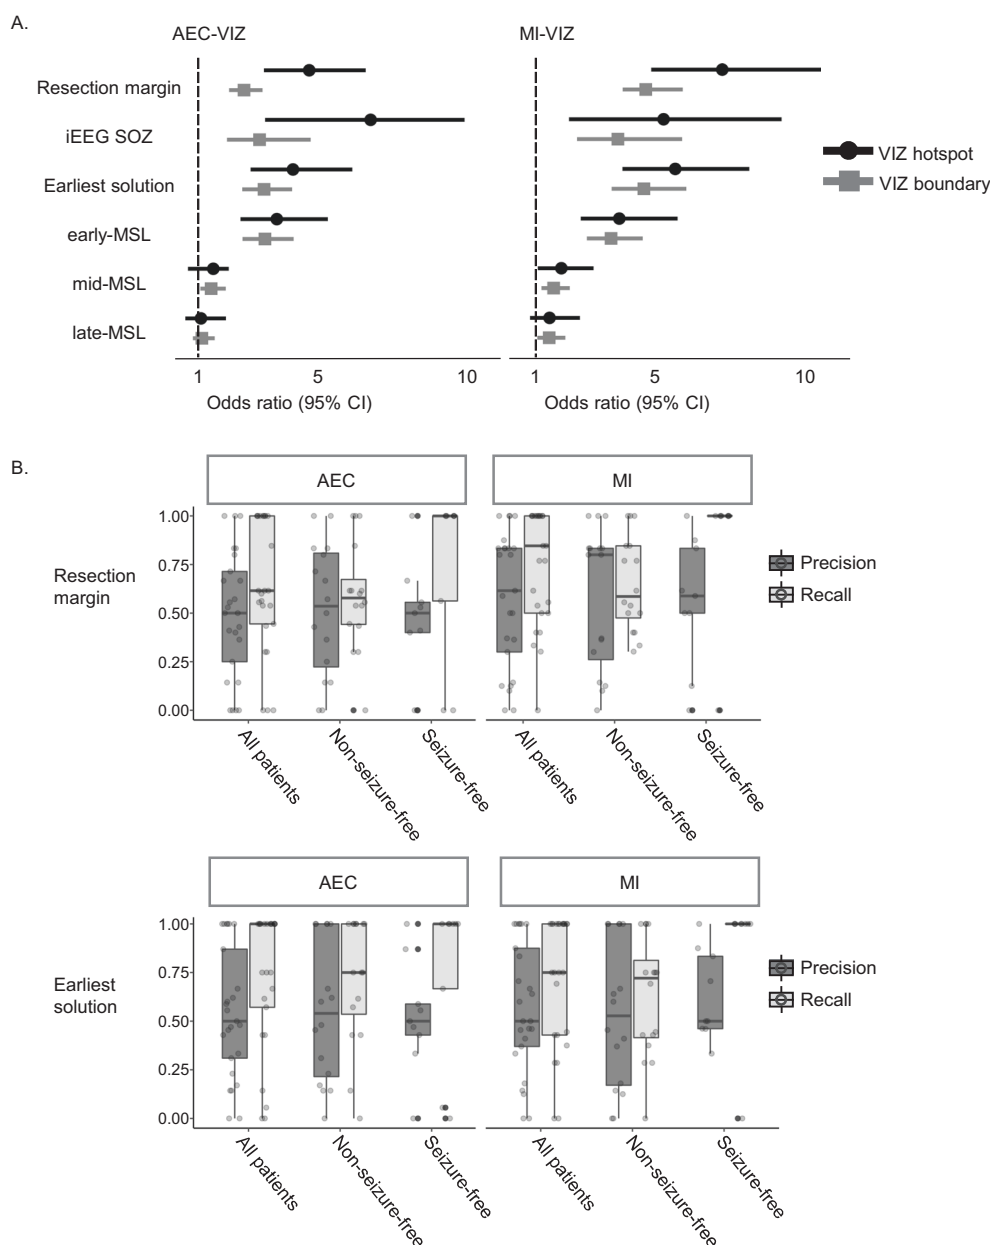 A.
AEC-VIZ
MI-VIZ
Resection margin
iEEG SOZ
Earliest solution
early-MSL
mid-MSL
late-MSL
VIZ hotspot
VIZ boundary
1 5 10
1 5 10
Odds ratio (95% CI)
Odds ratio (95% CI)
B.
AEC
MI
Resection
margin
1.00
0.75
0.50
0.25
0.00
Precision
Recall
All patients
Non-seizure-free
Seizure-free
All patients
Non-seizure-free
Seizure-free
AEC
MI
Earliest
solution
1.00
0.75
0.50
0.25
0.00
Precision
Recall
All patients
Non-seizure-free
Seizure-free
All patients
Non-seizure-free
Seizure-free